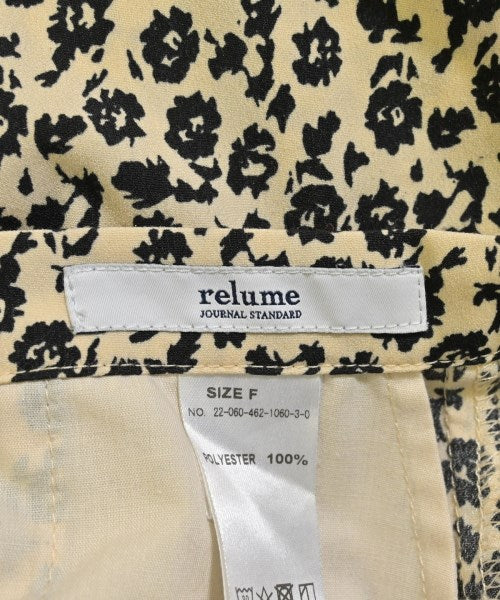 relume
JOURNAL STANDARD
SIZE F
NO. 22-060-462-1060-3-0
POLYESTER 100%